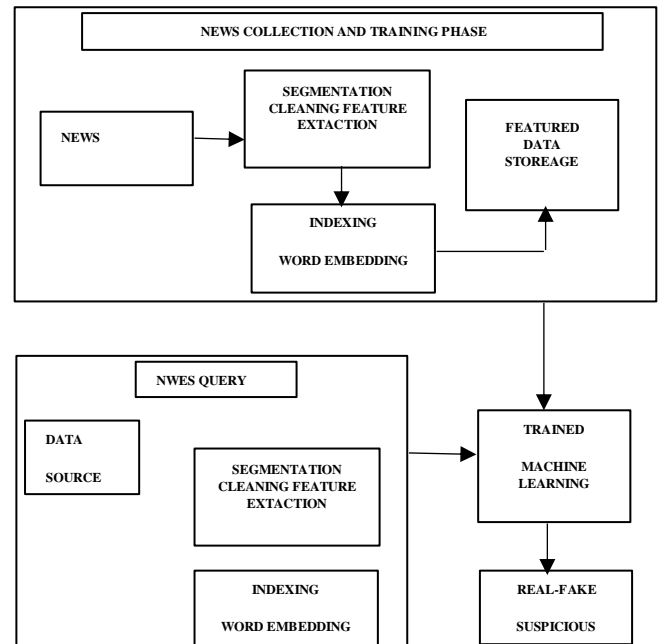 NEWS COLLECTION AND TRAINING PHASE
NEWS
SEGMENTATION
CLEANING FEATURE
EXTACTION
FEATURED
DATA
STOREAGE
INDEXING
WORD EMBEDDING
NWES QUERY
DATA
SOURCE
SEGMENTATION
CLEANING FEATURE
EXTACTION
INDEXING
WORD EMBEDDING
TRAINED
MACHINE
LEARNING
REAL-FAKE
SUSPICIOUS